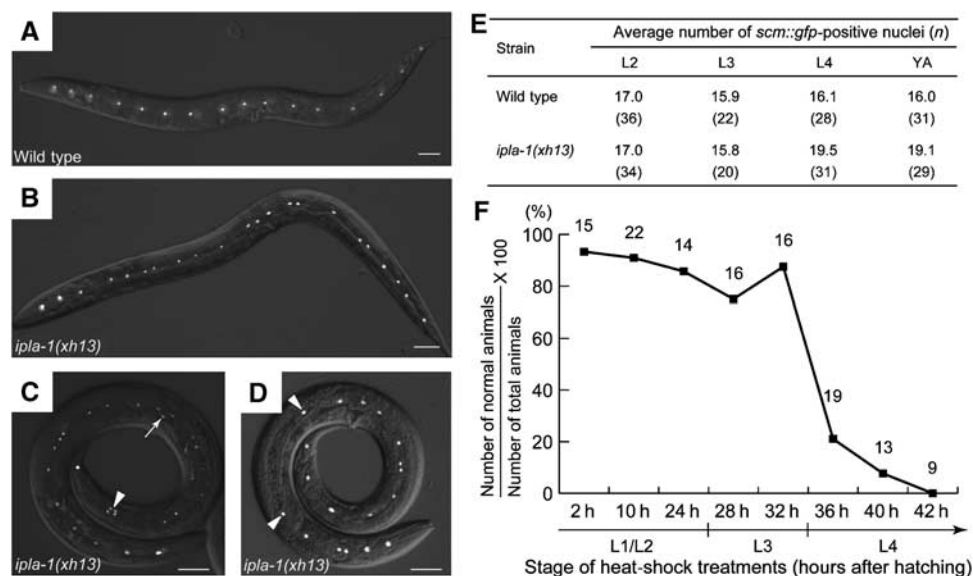 A
Wild type
B
ipla-1(xh13)
C
ipla-1(xh13)
D
ipla-1(xh13)
E
Strain
Average number of scm::gfp-positive nuclei (n)
L2 L3 L4 YA
Wild type 17.0 15.9 16.1 16.0
(36) (22) (28) (31)
ipla-1(xh13) 17.0 15.8 19.5 19.1
(34) (20) (31) (29)
F
(%)
100
80
60
40
20
0
Number of normal animals
Number of total animals
X 100
15 22 14 16 16 19 13 9
2 h 10 h 24 h 28 h 32 h 36 h 40 h 42 h
L1/L2 L3 L4
Stage of heat-shock treatments (hours after hatching)